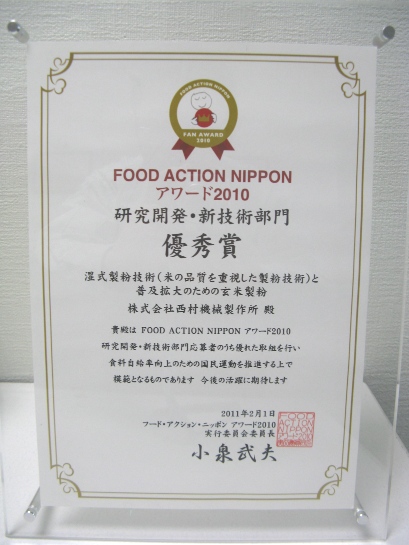 FOOD ACTION NIPPON
FAN AWARD
2010
FOOD ACTION NIPPON
アワード2010
研究開発・新技術部門
優秀賞
湿式製粉技術(米の品質を重視した製粉技術)と
普及拡大のための玄米製粉
株式会社西村機械製作所 殿
貴殿は FOOD ACTION NIPPON アワード2010
研究開発・新技術部門応募者のうち優れた取組を行い
食料自給率向上のための国民運動を推進する上で
模範となるものであります 今後の活躍に期待します
2011年2月1日
フード・アクション・ニッポン アワード2010
実行委員会委員長
小泉武夫
FOOD
ACTION
NIPPON
アワード20